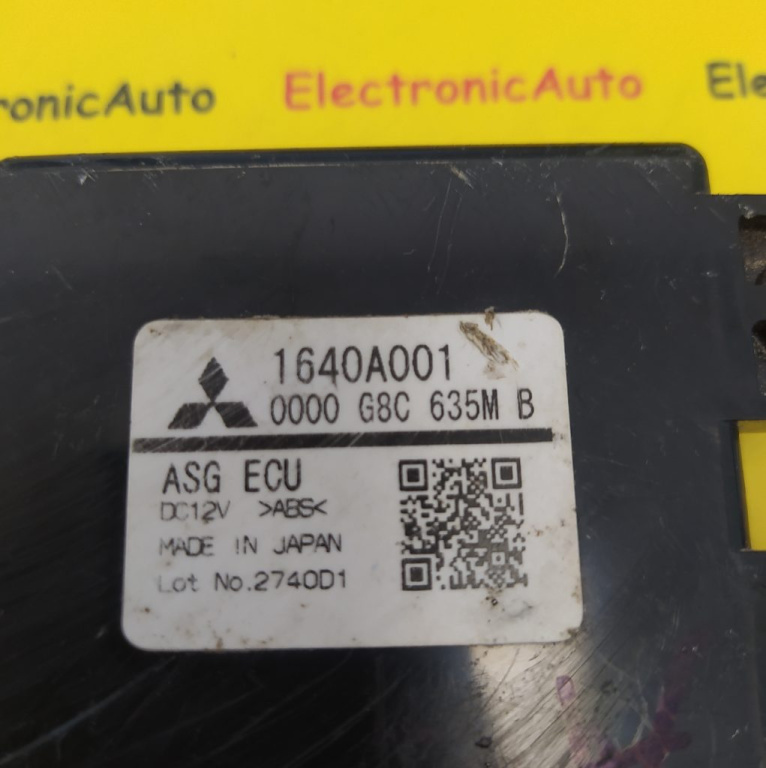 ronicAuto ElectronicAuto Ele
1640A001
0000 G8C 635M B
ASG ECU
DC12V >ABS<
MADE IN JAPAN
Lot No.2740D1